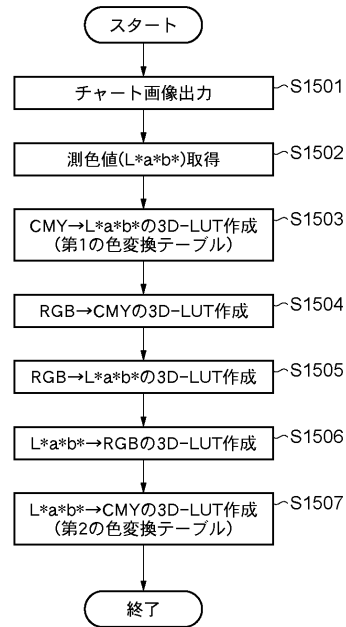 スタート
チャート画像出力
S1501
測色値(L*a*b*)取得
S1502
CMY→L*a*b*の3D-LUT作成
(第1の色変換テーブル)
S1503
RGB→CMYの3D-LUT作成
S1504
RGB→L*a*b*の3D-LUT作成
S1505
L*a*b*→RGBの3D-LUT作成
S1506
L*a*b*→CMYの3D-LUT作成
(第2の色変換テーブル)
S1507
終了